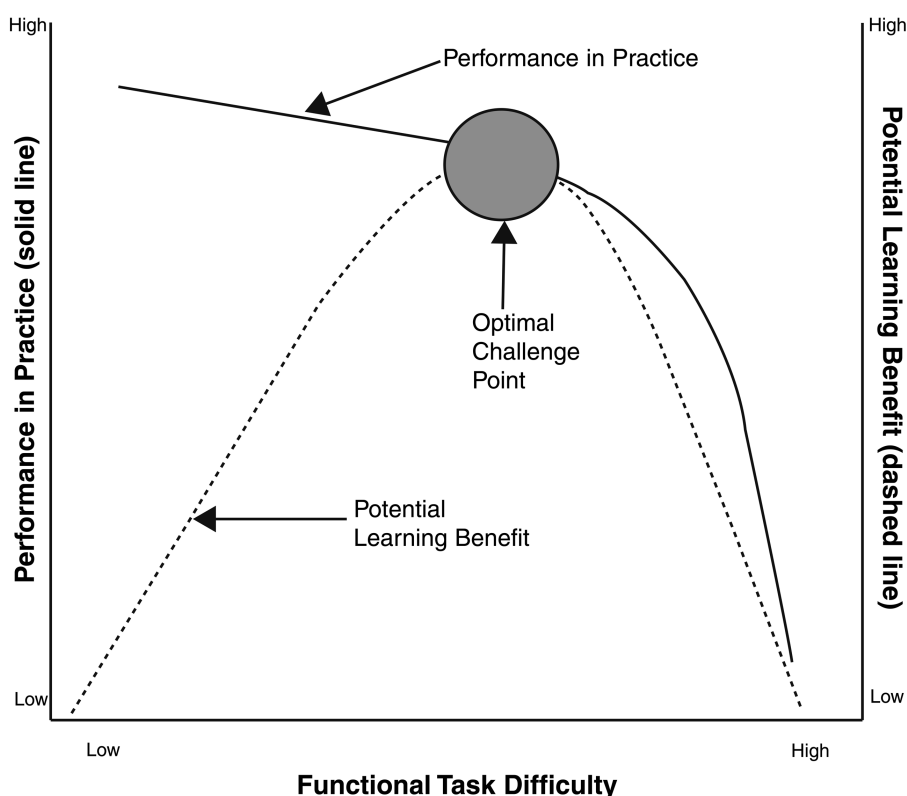 High
High
Performance in Practice
Performance in Practice (solid line)
Potential Learning Benefit (dashed line)
Optimal
Challenge
Point
Potential
Learning Benefit
Low
Low
Low
High
Functional Task Difficulty